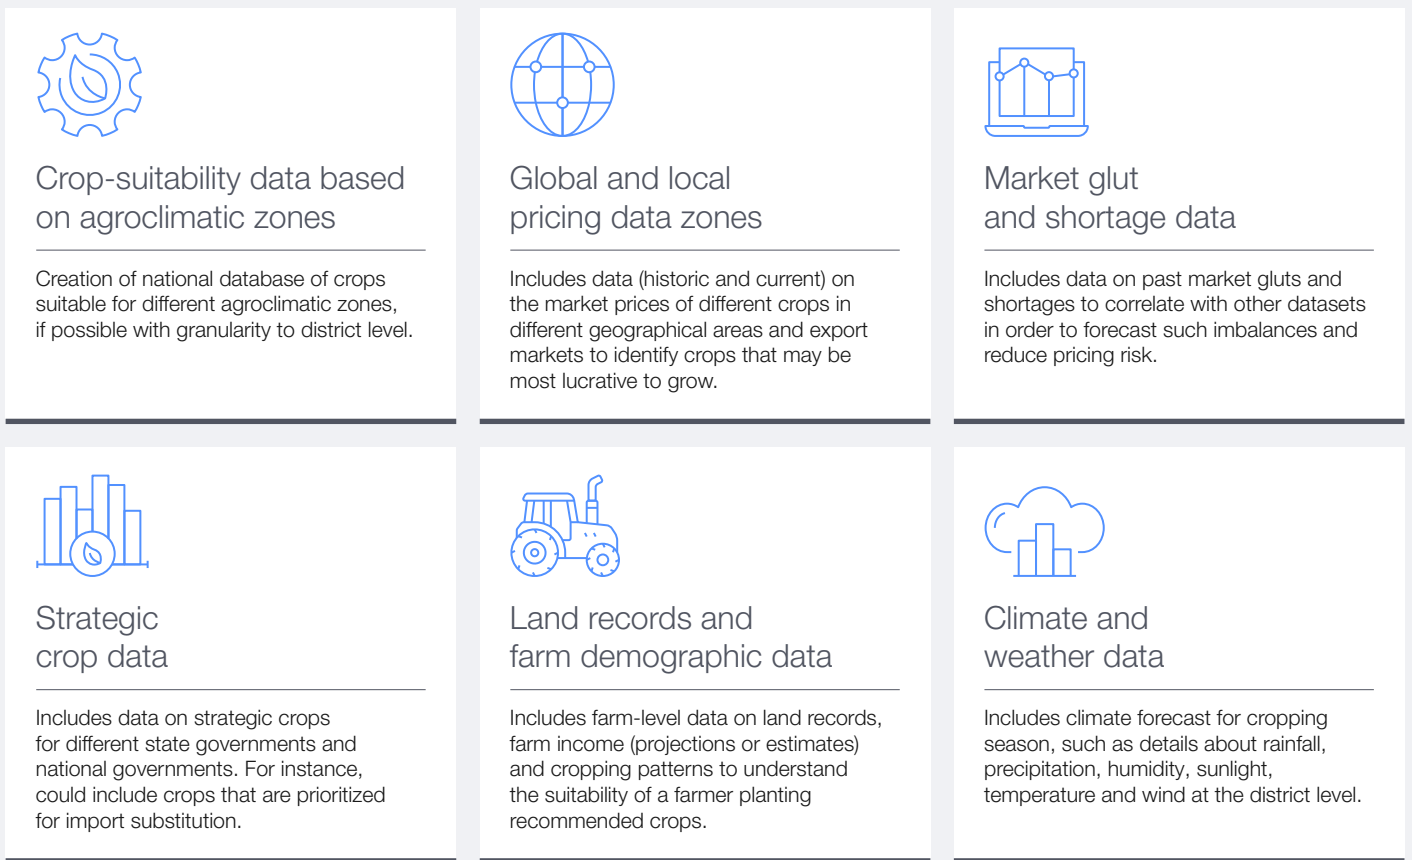 Crop-suitability data based
on agroclimatic zones
Creation of national database of crops
suitable for different agroclimatic zones,
if possible with granularity to district level.
Global and local
pricing data zones
Includes data (historic and current) on
the market prices of different crops in
different geographical areas and export
markets to identify crops that may be
most lucrative to grow.
Market glut
and shortage data
Includes data on past market gluts and
shortages to correlate with other datasets
in order to forecast such imbalances and
reduce pricing risk.
Strategic
crop data
Includes data on strategic crops
for different state governments and
national governments. For instance,
could include crops that are prioritized
for import substitution.
Land records and
farm demographic data
Includes farm-level data on land records,
farm income (projections or estimates)
and cropping patterns to understand
the suitability of a farmer planting
recommended crops.
Climate and
weather data
Includes climate forecast for cropping
season, such as details about rainfall,
precipitation, humidity, sunlight,
temperature and wind at the district level.